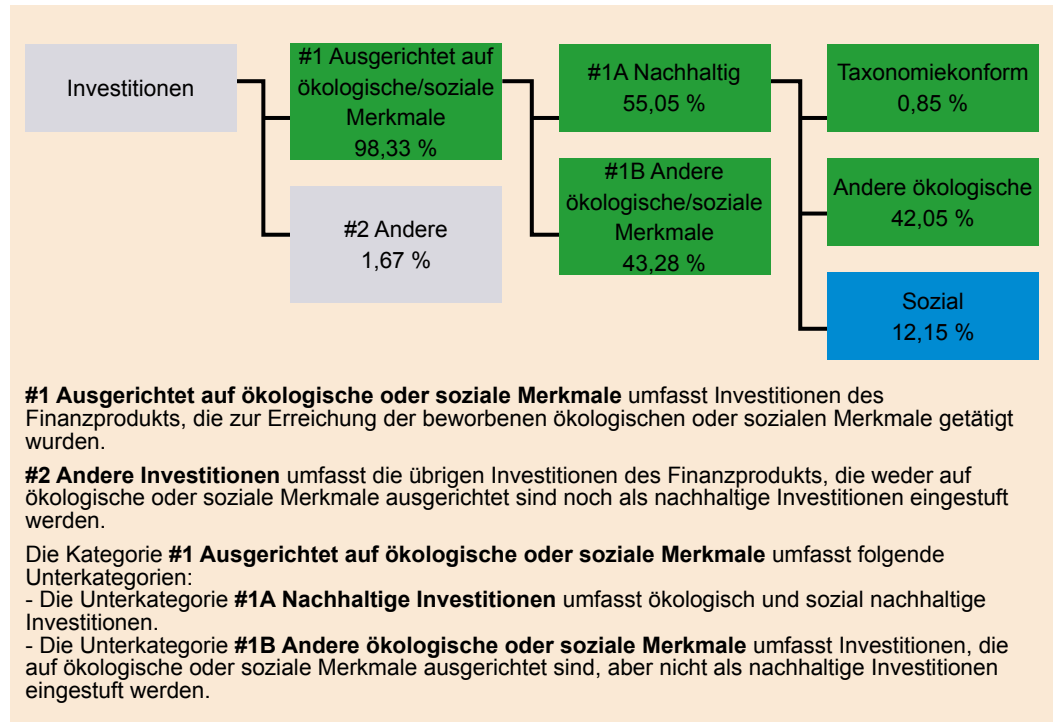 Investitionen
#1 Ausgerichtet auf
ökologische/soziale
Merkmale
98,33 %
#2 Andere
1,67 %
#1A Nachhaltig
55,05 %
#1B Andere
ökologische/soziale
Merkmale
43,28 %
Taxonomiekonform
0,85 %
Andere ökologische
42,05 %
Sozial
12,15 %
#1 Ausgerichtet auf ökologische oder soziale Merkmale umfasst Investitionen des
Finanzprodukts, die zur Erreichung der beworbenen ökologischen oder sozialen Merkmale getätigt
wurden.
#2 Andere Investitionen umfasst die übrigen Investitionen des Finanzprodukts, die weder auf
ökologische oder soziale Merkmale ausgerichtet sind noch als nachhaltige Investitionen eingestuft
werden.
Die Kategorie #1 Ausgerichtet auf ökologische oder soziale Merkmale umfasst folgende
Unterkategorien:
- Die Unterkategorie #1A Nachhaltige Investitionen umfasst ökologisch und sozial nachhaltige
Investitionen.
- Die Unterkategorie #1B Andere ökologische oder soziale Merkmale umfasst Investitionen, die
auf ökologische oder soziale Merkmale ausgerichtet sind, aber nicht als nachhaltige Investitionen
eingestuft werden.